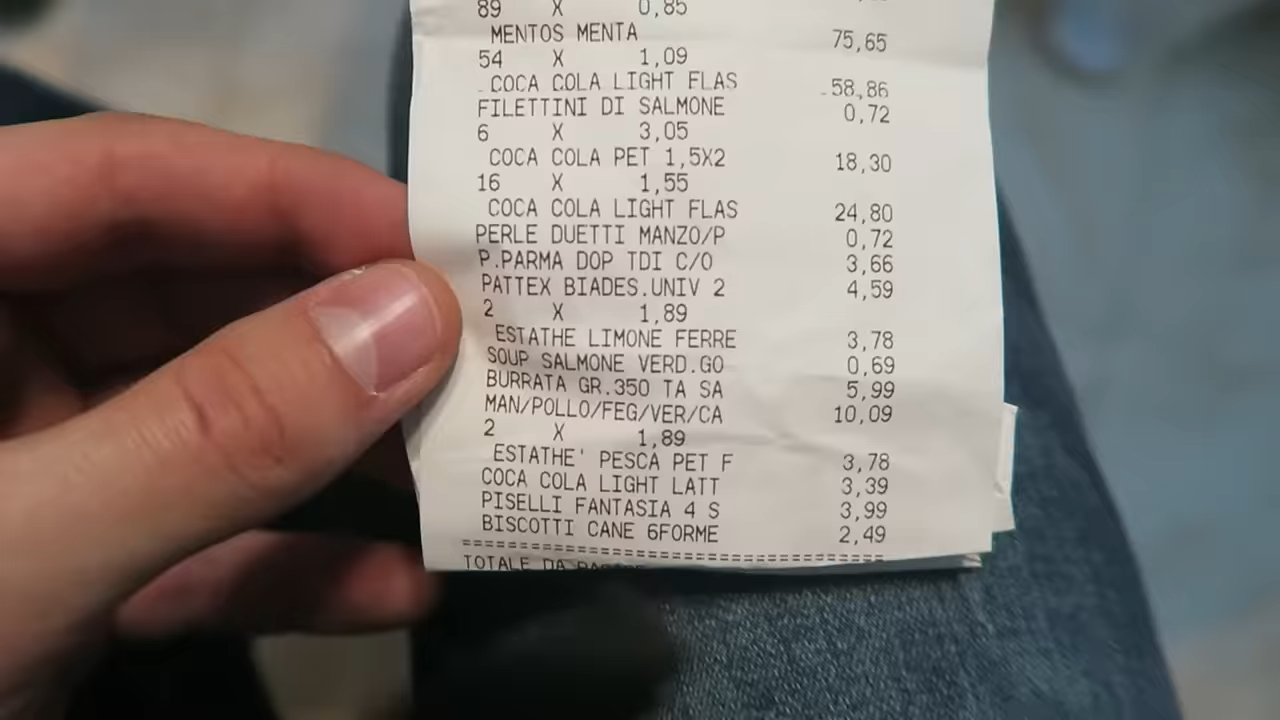 89 X 0,85
MENTOS MENTA 75,65
54 X 1,09
COCA COLA LIGHT FLAS 58,86
FILETTINI DI SALMONE 0,72
6 X 3,05
COCA COLA PET 1,5X2 18,30
16 X 1,55
COCA COLA LIGHT FLAS 24,80
PERLE DUETTI MANZO/P 0,72
P.PARMA DOP TDI C/O 3,66
PATTEX BIADES.UNIV 2 4,59
2 X 1,89
ESTATHE LIMONE FERRE 3,78
SOUP SALMONE VERD.GO 0,69
BURRATA GR.350 TA SA 5,99
MAN/POLLO/FEG/VER/CA 10,09
2 X 1,89
ESTATHE' PESCA PET F 3,78
COCA COLA LIGHT LATT 3,39
PISELLI FANTASIA 4 S 3,99
BISCOTTI CANE 6FORME 2,49
==================================
TOTALE DA